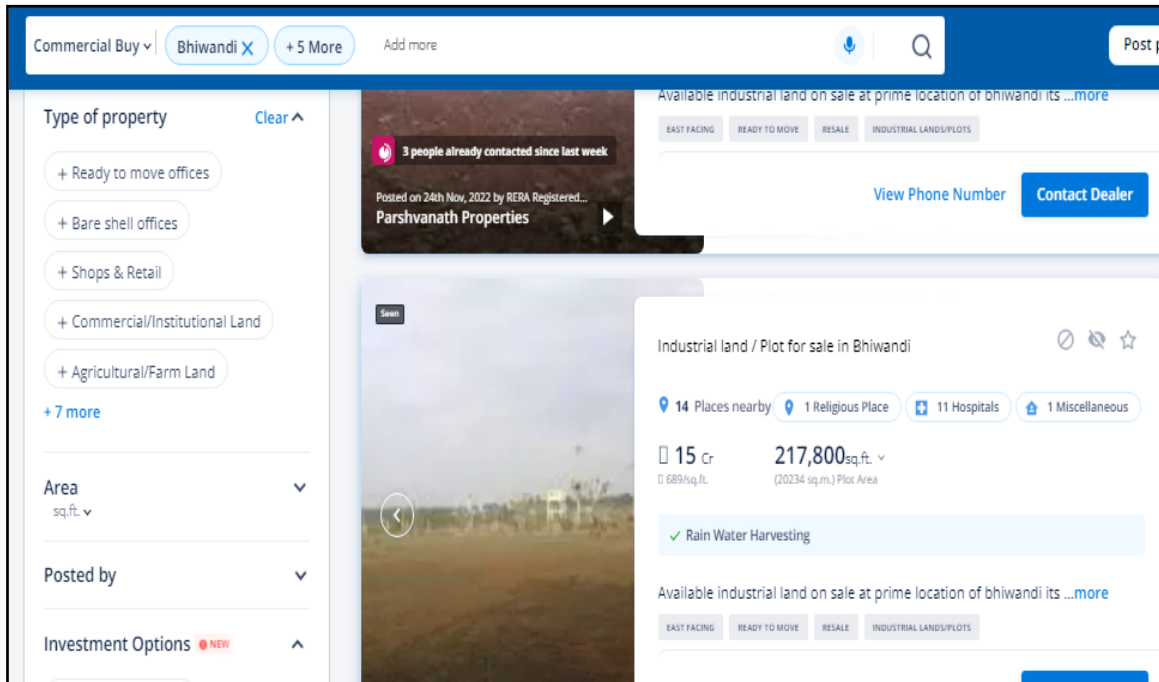 Commercial Buy
Bhiwandi X
+ 5 More
Add more
Post
Type of property
Clear
+ Ready to move offices
+ Bare shell offices
+ Shops & Retail
+ Commercial/Institutional Land
+ Agricultural/Farm Land
+ 7 more
Area
sq.ft.
Posted by
Investment Options NEW
3 people already contacted since last week
Posted on 24th Nov, 2022 by RERA Registered...
Parshvanath Properties
Available industrial land on sale at prime location of bhiwandi its ...more
EAST FACING READY TO MOVE RESALE INDUSTRIAL LANDS/PLOTS
View Phone Number Contact Dealer
Seen
Industrial land / Plot for sale in Bhiwandi
14 Places nearby 1 Religious Place 11 Hospitals 1 Miscellaneous
15 Cr 217,800sq.ft.
689/sq.ft. (20234 sq.m.) Plot Area
Rain Water Harvesting
Available industrial land on sale at prime location of bhiwandi its ...more
EAST FACING READY TO MOVE RESALE INDUSTRIAL LANDS/PLOTS